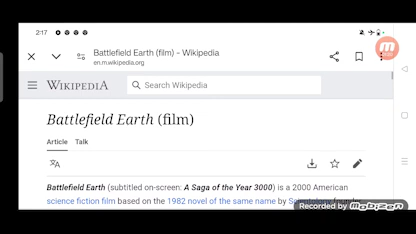 2:17
Battlefield Earth (film) - Wikipedia
en.m.wikipedia.org
WIKIPEDIA
Search Wikipedia
Battlefield Earth (film)
Article Talk
Battlefield Earth (subtitled on-screen: A Saga of the Year 3000) is a 2000 American
science fiction film based on the 1982 novel of the same name by
Recorded by mobizen